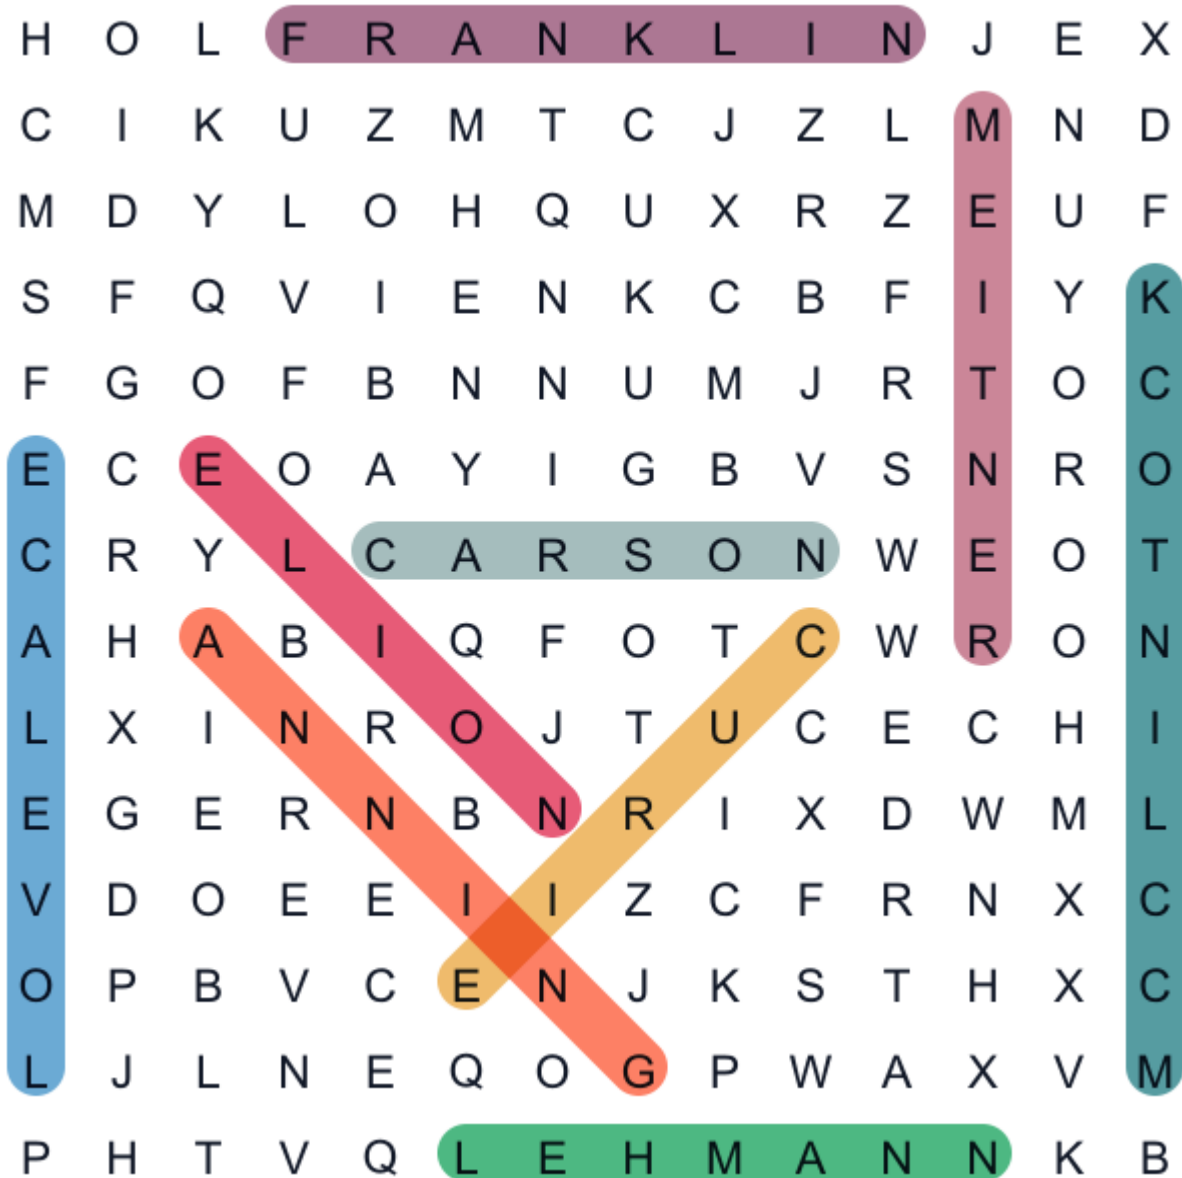 H O L F R A N K L I N J E X
C I K U Z M T C J Z L M N D
M D Y L O H Q U X R Z E U F
S F Q V I E N K C B F I Y K
F G O F B N N U M J R T O C
E C E O A Y I G B V S N R O
C R Y L C A R S O N W E O T
A H A B I Q F O T C W R O N
L X I N R O J T U C E C H I
E G E R N B N R I X D W M L
V D O E E I I Z C F R N X C
O P B V C E N J K S T H X C
L J L N E Q O G P W A X V M
P H T V Q L E H M A N N K B